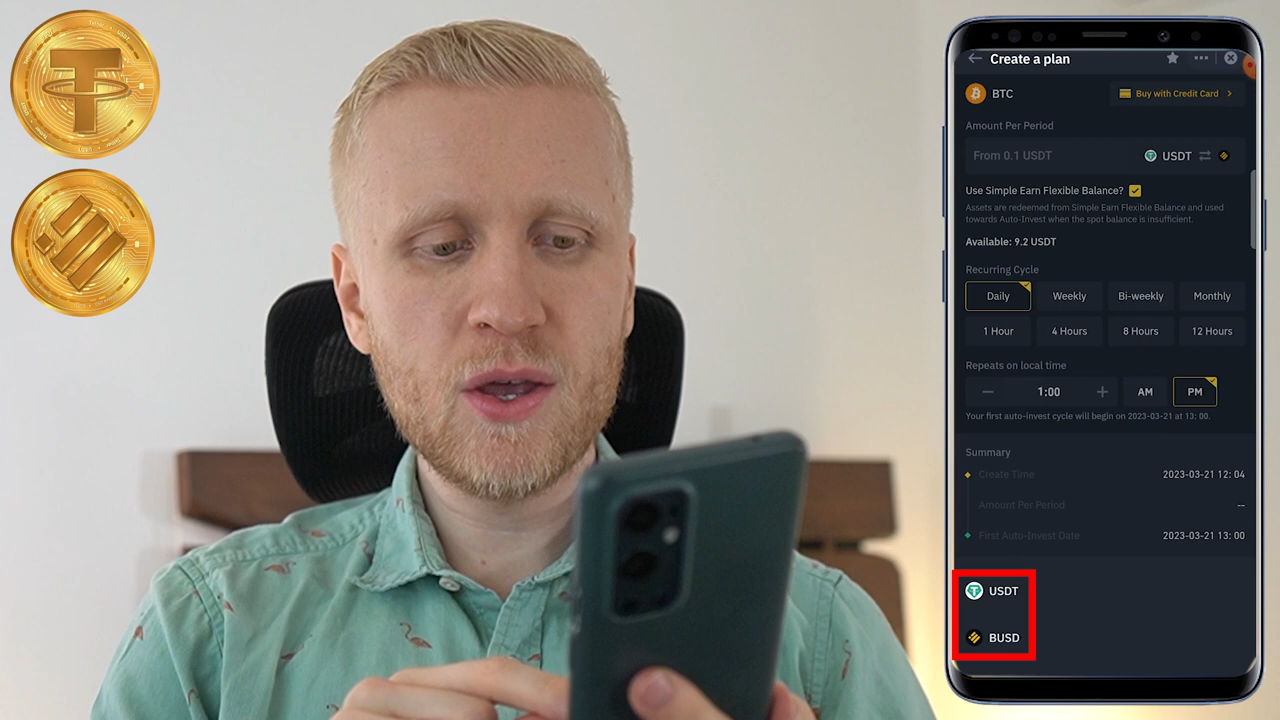 Create a plan
BTC
Buy with Credit Card
Amount Per Period
From 0.1 USDT
USDT
Use Simple Earn Flexible Balance?
Assets are redeemed from Simple Earn Flexible Balance and used
towards Auto-Invest when the spot balance is insufficient.
Available: 9.2 USDT
Recurring Cycle
Daily Weekly Bi-weekly Monthly
1 Hour 4 Hours 8 Hours 12 Hours
Repeats on local time
− 1:00 + AM PM
Your first auto-invest cycle will begin on 2023-03-21 at 13: 00.
Summary
Create Time 2023-03-21 12: 04
Amount Per Period --
First Auto-Invest Date 2023-03-21 13:00
USDT
BUSD